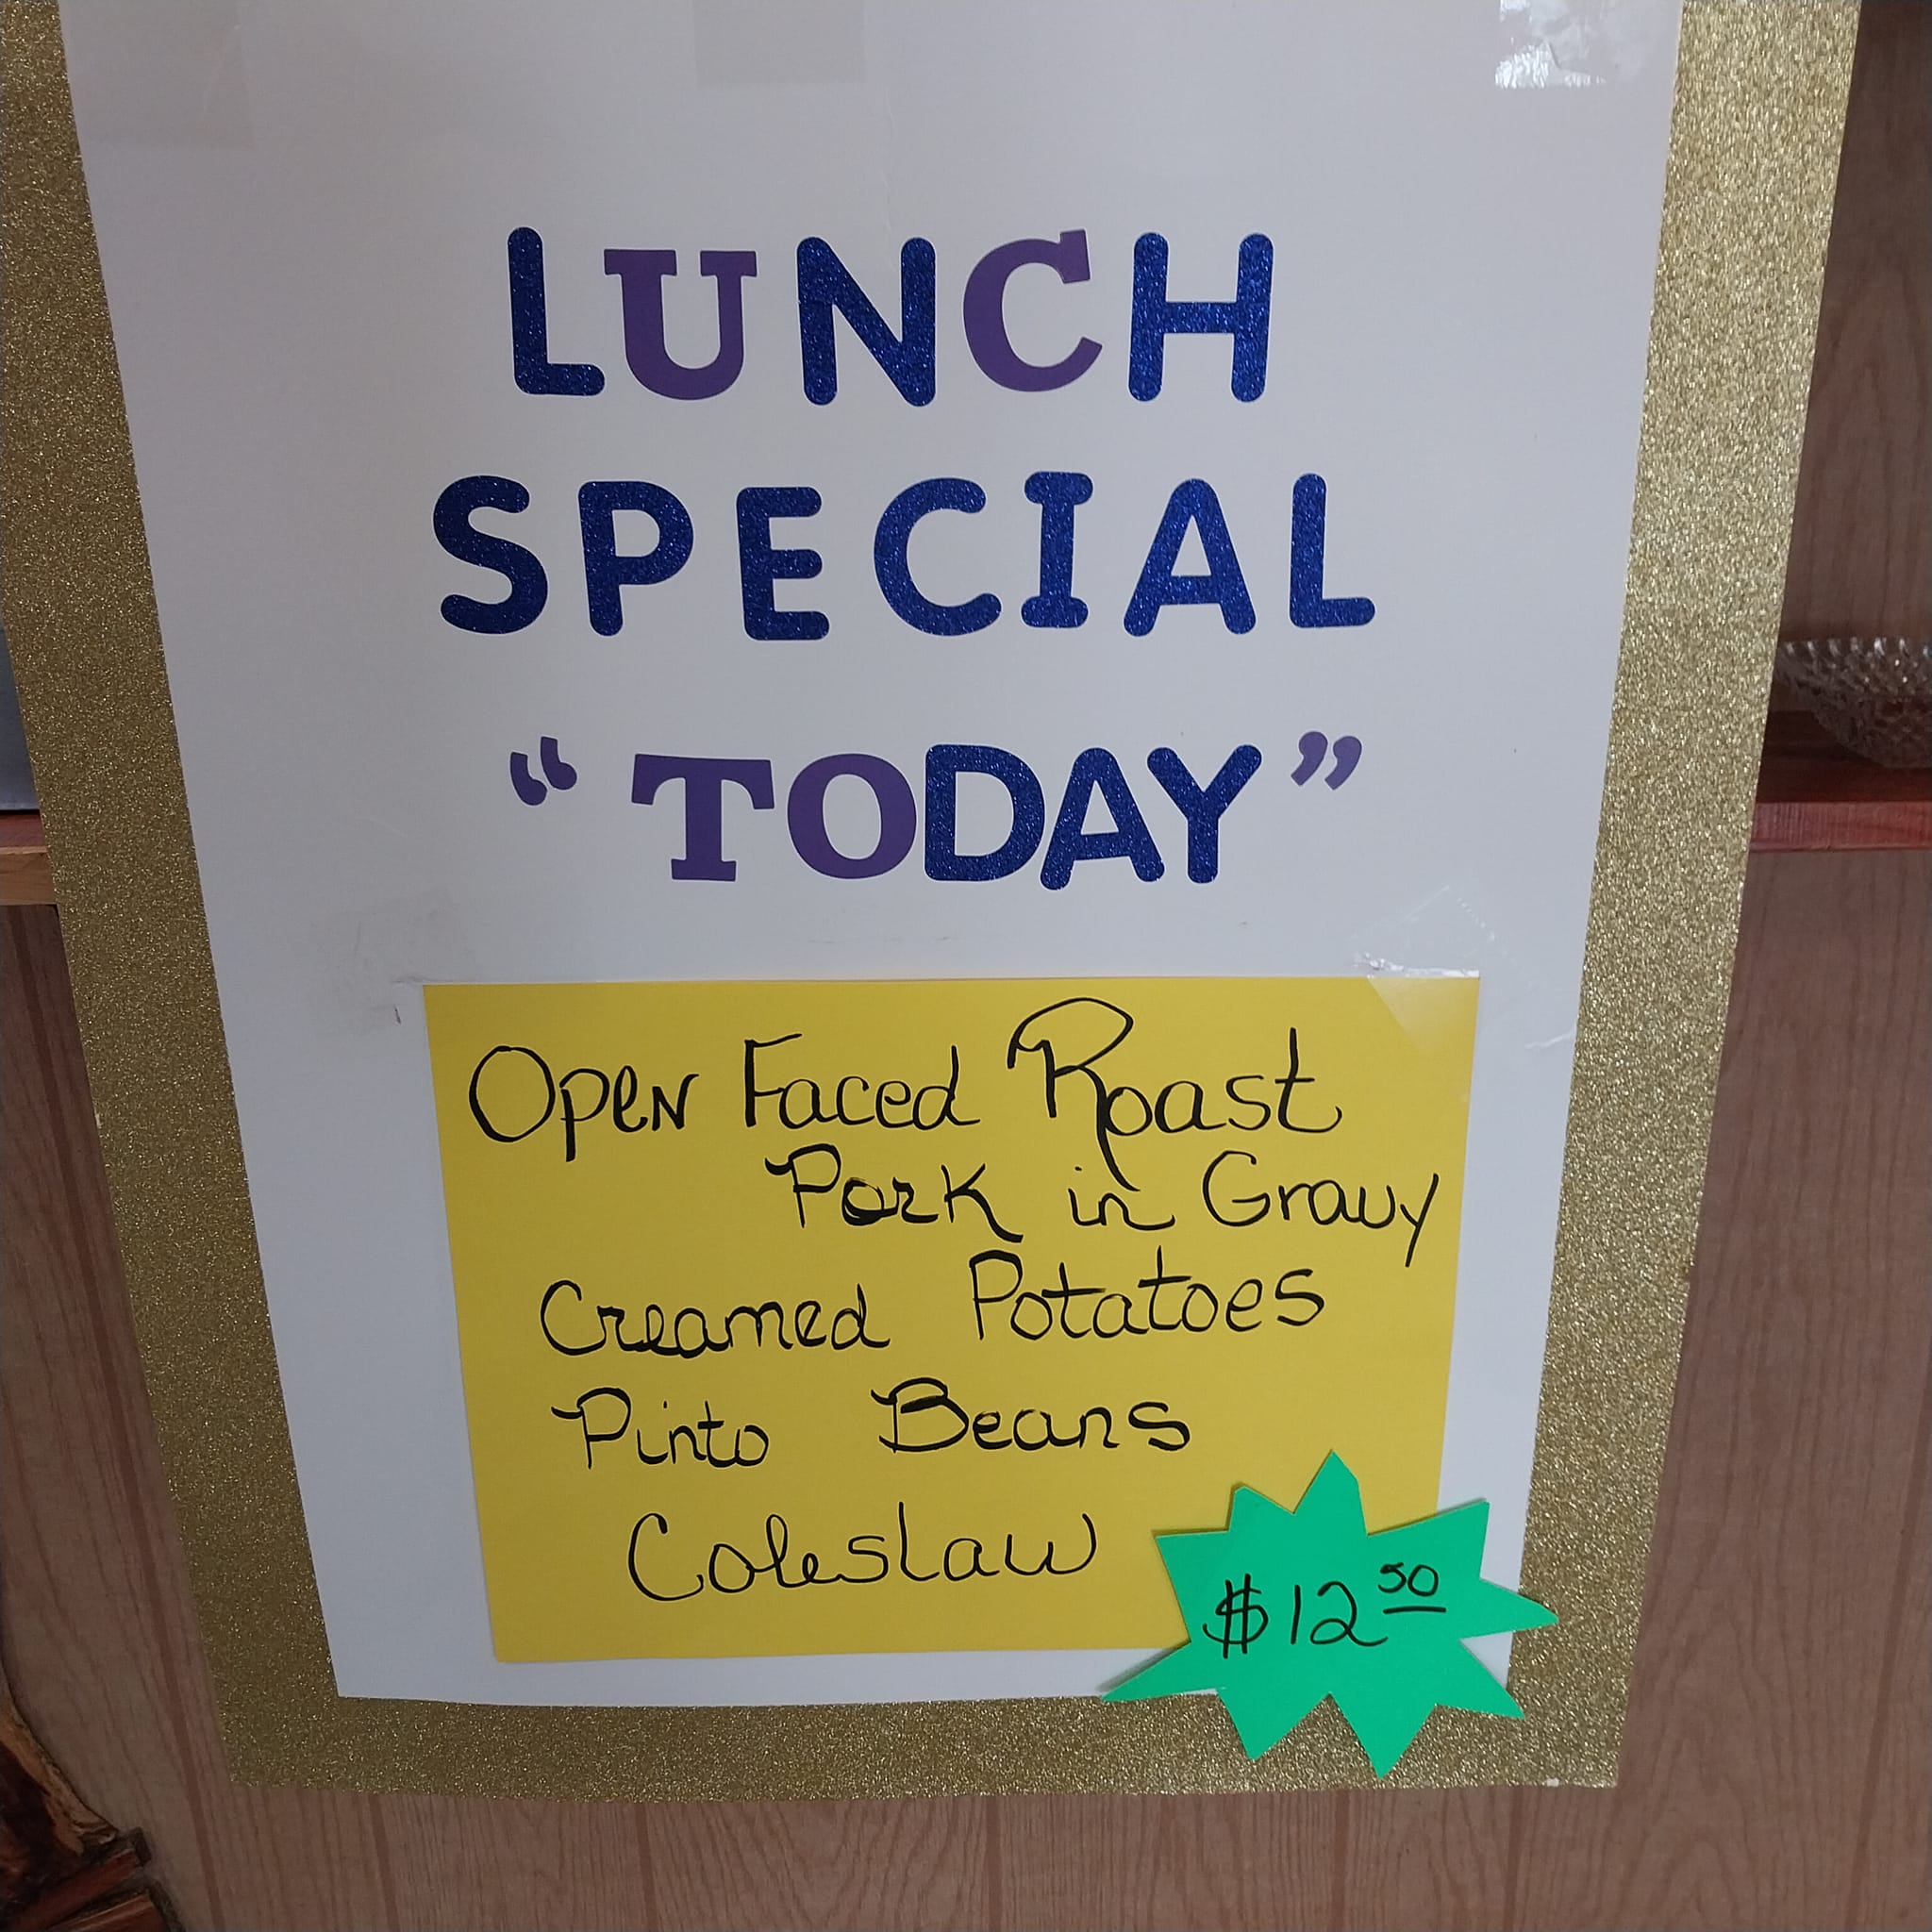 LUNCH
SPECIAL
“TODAY”
Open Faced Roast
Pork in Gravy
Creamed Potatoes
Pinto Beans
Coleslaw
$12 50